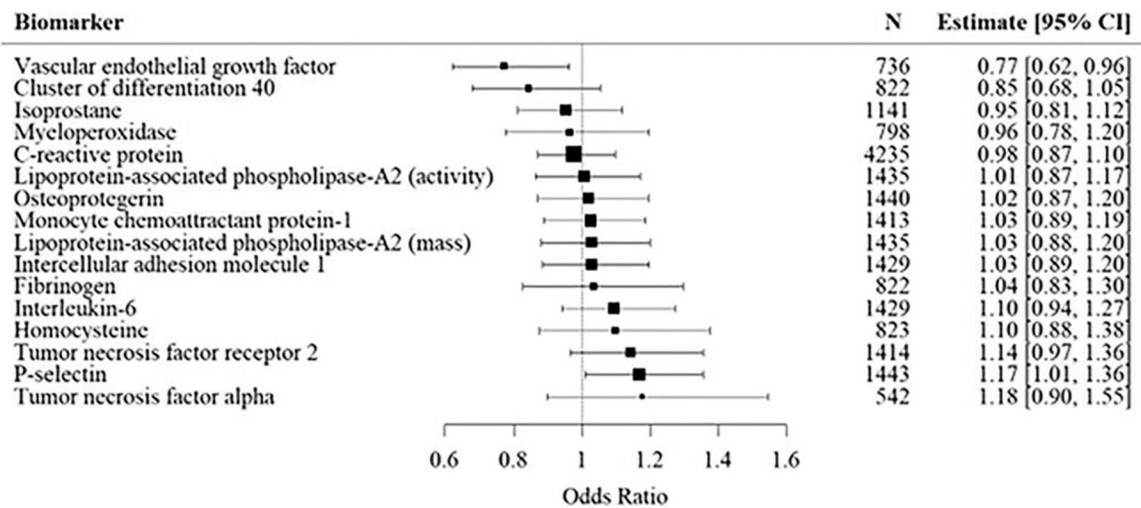 Biomarker N Estimate [95% CI]
Vascular endothelial growth factor 736 0.77 [0.62, 0.96]
Cluster of differentiation 40 822 0.85 [0.68, 1.05]
Isoprostane 1141 0.95 [0.81, 1.12]
Myeloperoxidase 798 0.96 [0.78, 1.20]
C-reactive protein 4235 0.98 [0.87, 1.10]
Lipoprotein-associated phospholipase-A2 (activity) 1435 1.01 [0.87, 1.17]
Osteoprotegerin 1440 1.02 [0.87, 1.20]
Monocyte chemoattractant protein-1 1413 1.03 [0.89, 1.19]
Lipoprotein-associated phospholipase-A2 (mass) 1435 1.03 [0.88, 1.20]
Intercellular adhesion molecule 1 1429 1.03 [0.89, 1.20]
Fibrinogen 822 1.04 [0.83, 1.30]
Interleukin-6 1429 1.10 [0.94, 1.27]
Homocysteine 823 1.10 [0.88, 1.38]
Tumor necrosis factor receptor 2 1414 1.14 [0.97, 1.36]
P-selectin 1443 1.17 [1.01, 1.36]
Tumor necrosis factor alpha 542 1.18 [0.90, 1.55]
0.6 0.8 1 1.2 1.4 1.6
Odds Ratio